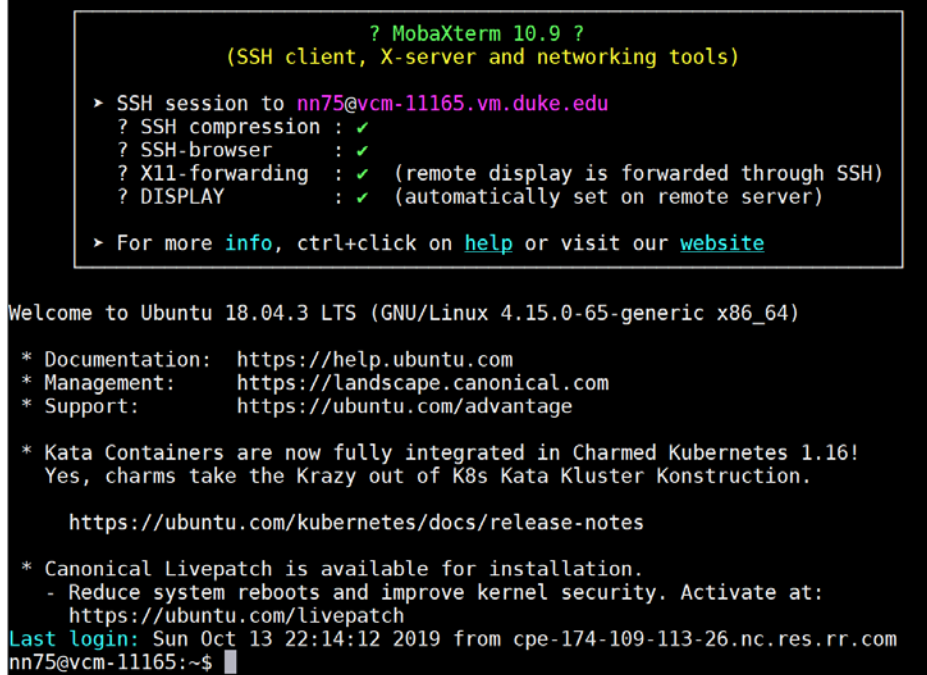 ? MobaXterm 10.9 ?
(SSH client, X-server and networking tools)
➤ SSH session to nn75@vcm-11165.vm.duke.edu
? SSH compression : ✔
? SSH-browser : ✔
? X11-forwarding : ✔ (remote display is forwarded through SSH)
? DISPLAY : ✔ (automatically set on remote server)
➤ For more info, ctrl+click on help or visit our website
Welcome to Ubuntu 18.04.3 LTS (GNU/Linux 4.15.0-65-generic x86_64)
* Documentation: https://help.ubuntu.com
* Management: https://landscape.canonical.com
* Support: https://ubuntu.com/advantage
* Kata Containers are now fully integrated in Charmed Kubernetes 1.16!
Yes, charms take the Krazy out of K8s Kata Kluster Konstruction.
https://ubuntu.com/kubernetes/docs/release-notes
* Canonical Livepatch is available for installation.
- Reduce system reboots and improve kernel security. Activate at:
https://ubuntu.com/livepatch
Last login: Sun Oct 13 22:14:12 2019 from cpe-174-109-113-26.nc.res.rr.com
nn75@vcm-11165:~$